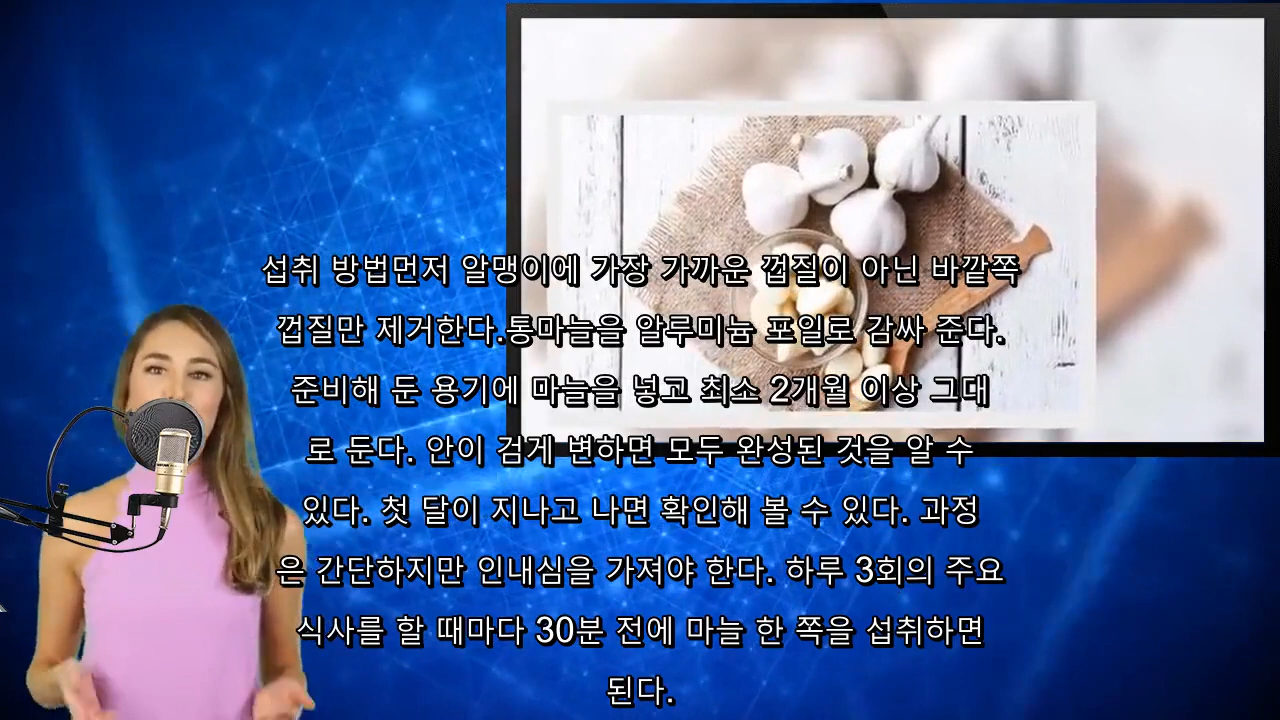 섭취 방법먼저 알맹이에 가장 가까운 껍질이 아닌 바깥쪽
껍질만 제거한다.통마늘을 알루미늄 포일로 감싸 준다.
준비해 둔 용기에 마늘을 넣고 최소 2개월 이상 그대
로 둔다. 안이 검게 변하면 모두 완성된 것을 알 수
있다. 첫 달이 지나고 나면 확인해 볼 수 있다. 과정
은 간단하지만 인내심을 가져야 한다. 하루 3회의 주요
식사를 할 때마다 30분 전에 마늘 한 쪽을 섭취하면
된다.